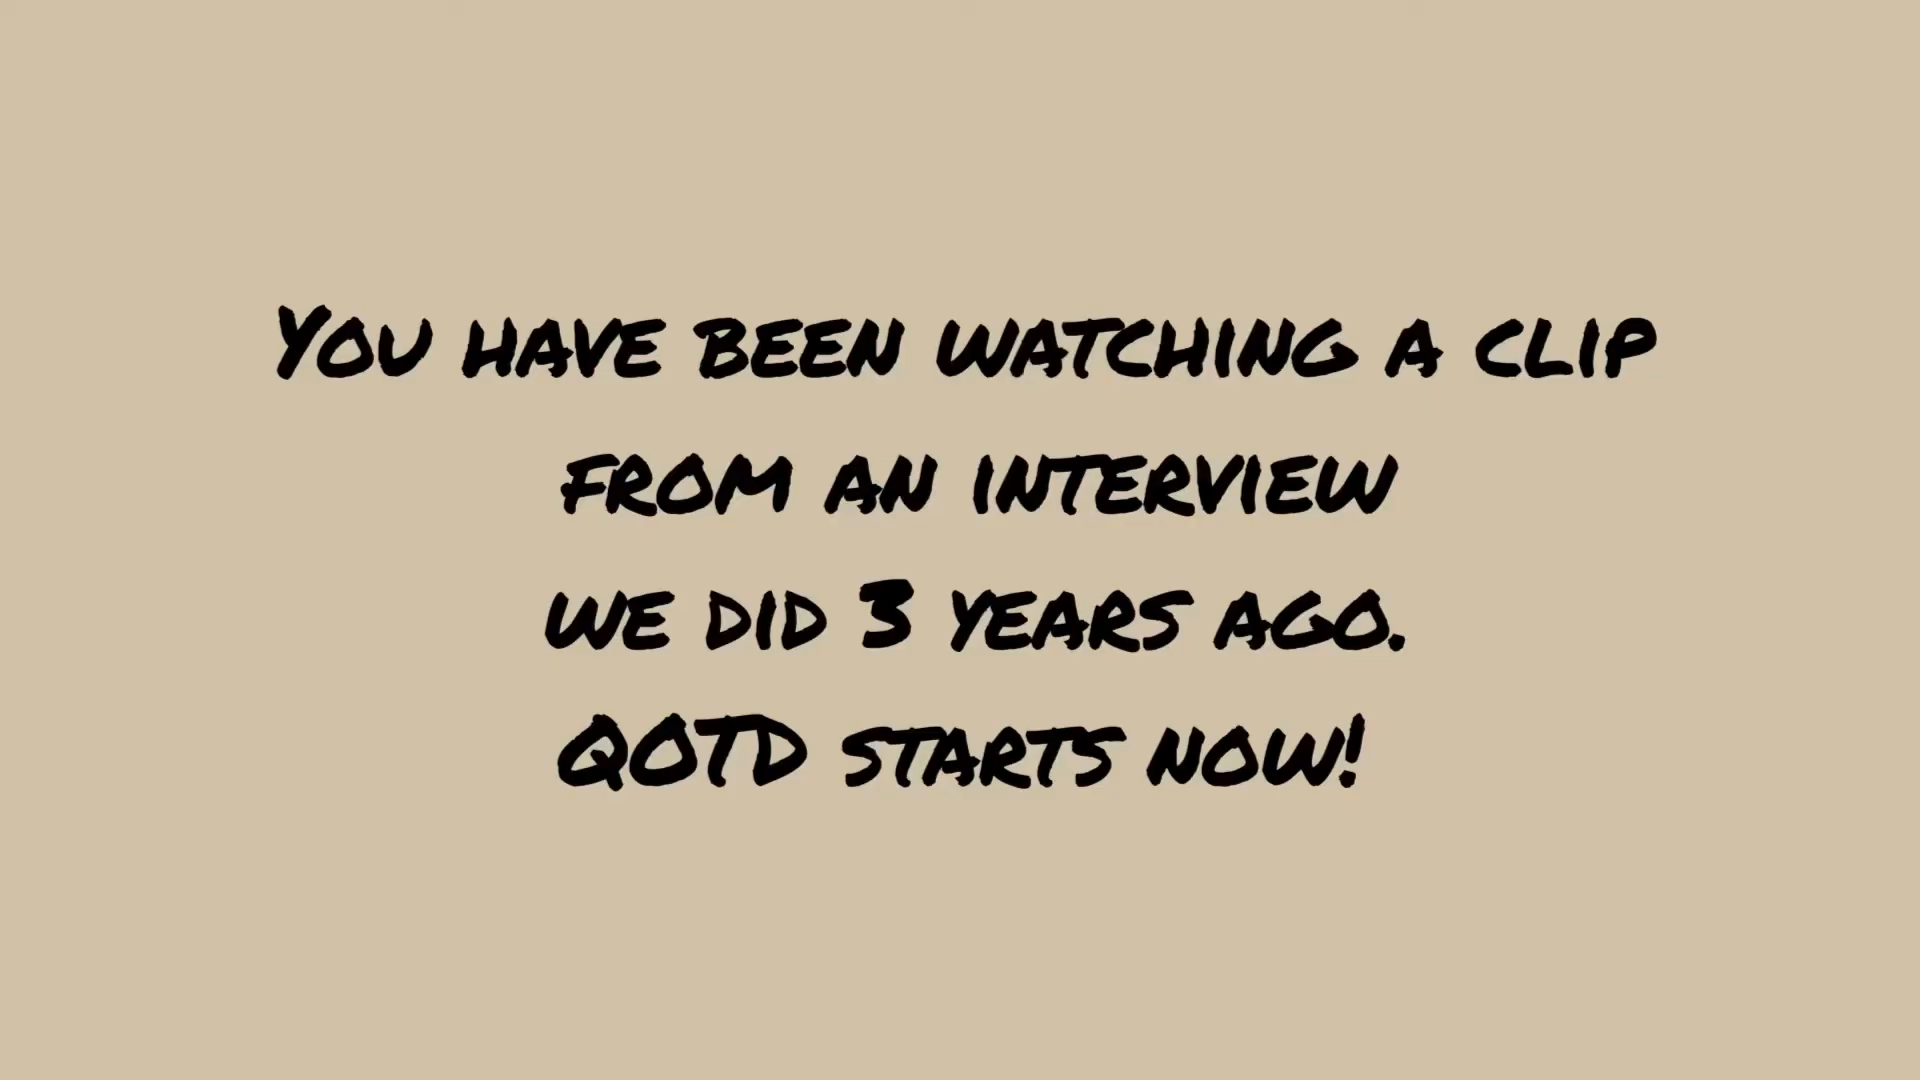 You have been watching a clip
from an interview
we did 3 years ago.
QOTD starts now!